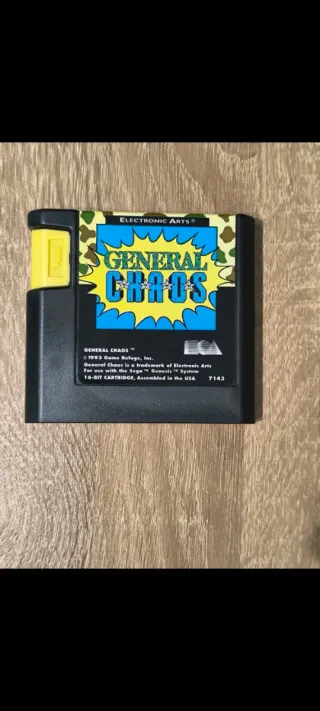 ELECTRONIC ARTS®
GENERAL
CHAOS
GENERAL CHAOS™
© 1993 Game Refuge, Inc.
General Chaos is a trademark of Electronic Arts
For use with the Sega™ Genesis™ System
16-BIT CARTRIDGE, Assembled in the USA 7143